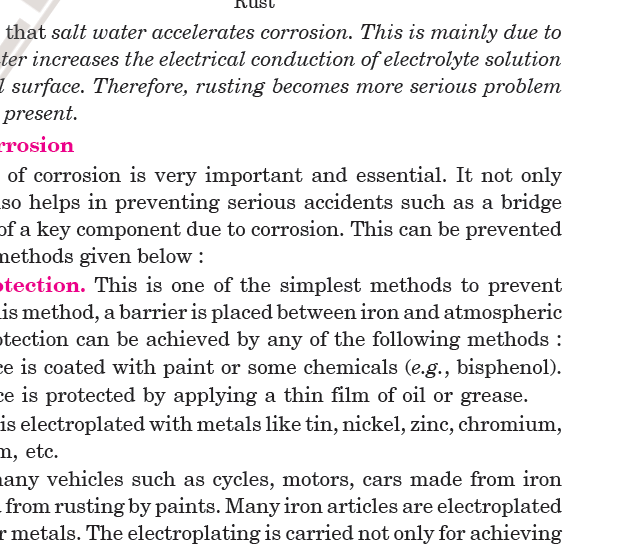 Rust
that salt water accelerates corrosion. This is mainly due to
ter increases the electrical conduction of electrolyte solution
l surface. Therefore, rusting becomes more serious problem
present.
rrosion
of corrosion is very important and essential. It not only
so helps in preventing serious accidents such as a bridge
of a key component due to corrosion. This can be prevented
methods given below :
otection. This is one of the simplest methods to prevent
is method, a barrier is placed between iron and atmospheric
otection can be achieved by any of the following methods :
ce is coated with paint or some chemicals (e.g., bisphenol).
ce is protected by applying a thin film of oil or grease.
is electroplated with metals like tin, nickel, zinc, chromium,
m, etc.
many vehicles such as cycles, motors, cars made from iron
from rusting by paints. Many iron articles are electroplated
r metals. The electroplating is carried not only for achieving